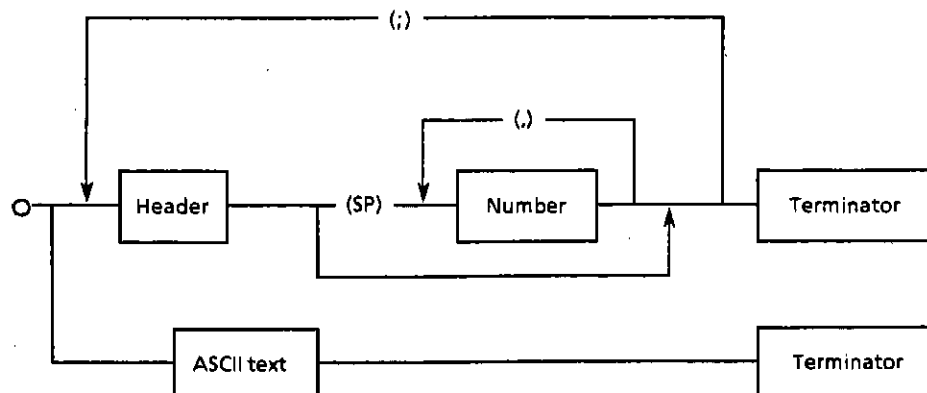 (;)
(,)
Header (SP) Number Terminator
ASCII text Terminator